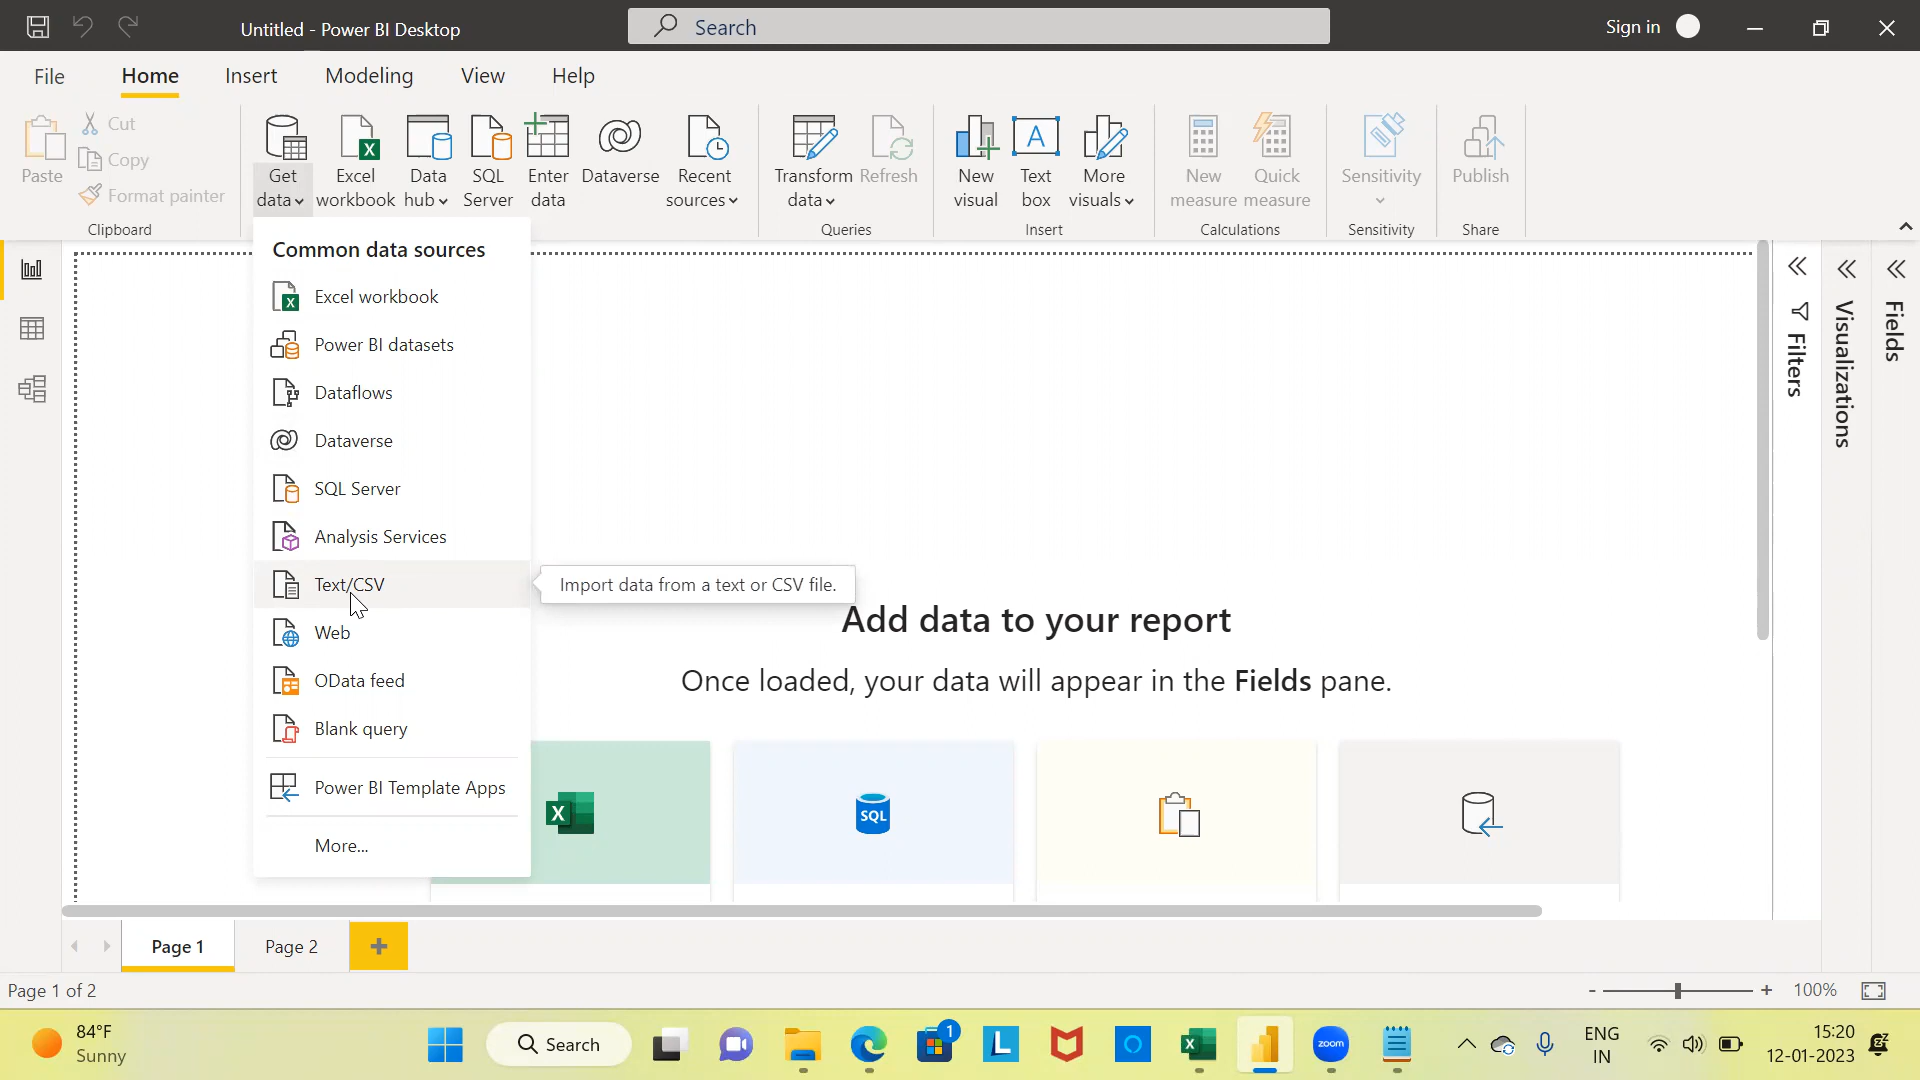 Untitled - Power BI Desktop
Search
Sign in
File
Home
Insert
Modeling
View
Help
Paste
Cut
Copy
Format painter
Clipboard
Get data
Excel workbook
Data hub
SQL Server
Enter data
Dataverse
Recent sources
Transform data
Refresh
Queries
New visual
A
Text box
More visuals
Insert
New measure
Quick measure
Calculations
Sensitivity
Sensitivity
Publish
Share
Common data sources
Excel workbook
Power BI datasets
Dataflows
Dataverse
SQL Server
Analysis Services
Text/CSV
Web
OData feed
Blank query
Power BI Template Apps
More...
Import data from a text or CSV file.
Add data to your report
Once loaded, your data will appear in the Fields pane.
X
SQL
Filters
Visualizations
Fields
Page 1
Page 2
+
Page 1 of 2
- + 100%
84°F
Sunny
Search
1
L
X
zoom
ENG
IN
15:20
12-01-2023